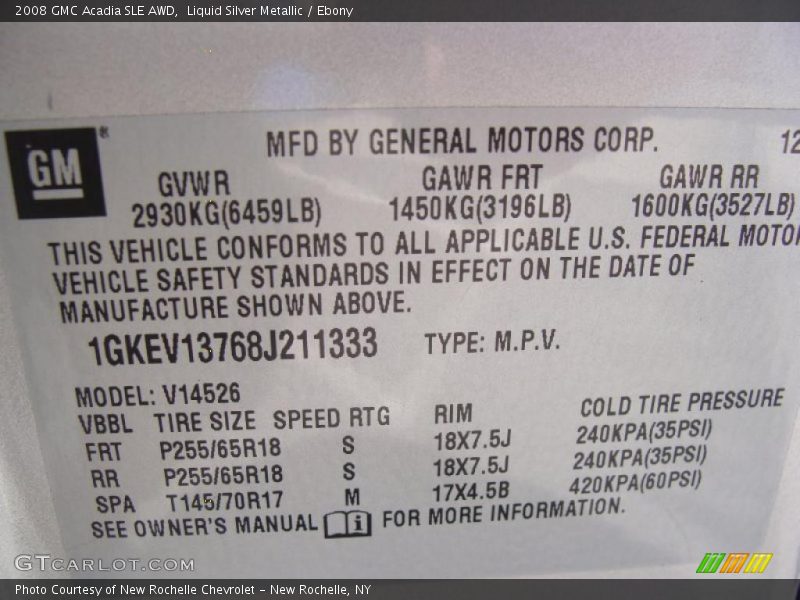 2008 GMC Acadia SLE AWD,  Liquid Silver Metallic / Ebony
GM®
MFD BY GENERAL MOTORS CORP. 12
GVWR GAWR FRT GAWR RR
2930KG(6459LB) 1450KG(3196LB) 1600KG(3527LB)
THIS VEHICLE CONFORMS TO ALL APPLICABLE U.S. FEDERAL MOTOR
VEHICLE SAFETY STANDARDS IN EFFECT ON THE DATE OF
MANUFACTURE SHOWN ABOVE.
1GKEV13768J211333 TYPE: M.P.V.
MODEL: V14526
VBBL TIRE SIZE SPEED RTG RIM COLD TIRE PRESSURE
FRT P255/65R18 S 18X7.5J 240KPA(35PSI)
RR P255/65R18 S 18X7.5J 240KPA(35PSI)
SPA T145/70R17 M 17X4.5B 420KPA(60PSI)
SEE OWNER'S MANUAL i FOR MORE INFORMATION.
GTCARLOT.COM
Photo Courtesy of New Rochelle Chevrolet - New Rochelle, NY